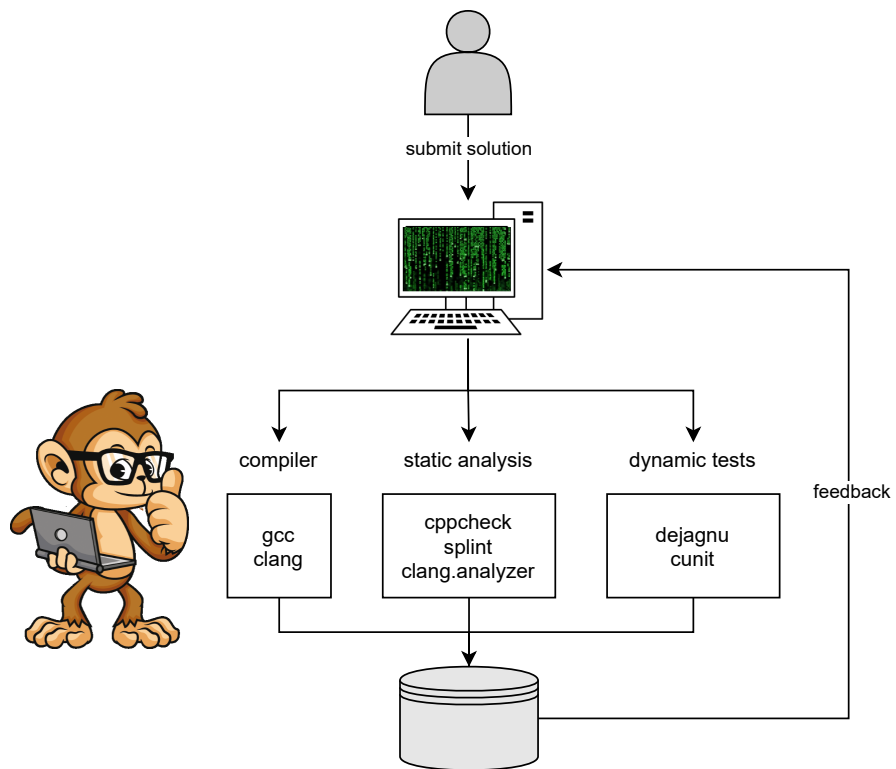 submit solution
compiler
static analysis
dynamic tests
gcc
clang
cppcheck
splint
clang.analyzer
dejagnu
cunit
feedback